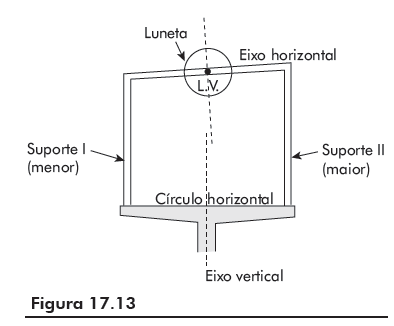 Luneta
Eixo horizontal
L.V.
Suporte I
(menor)
Suporte II
(maior)
Círculo horizontal
Eixo vertical
Figura 17.13